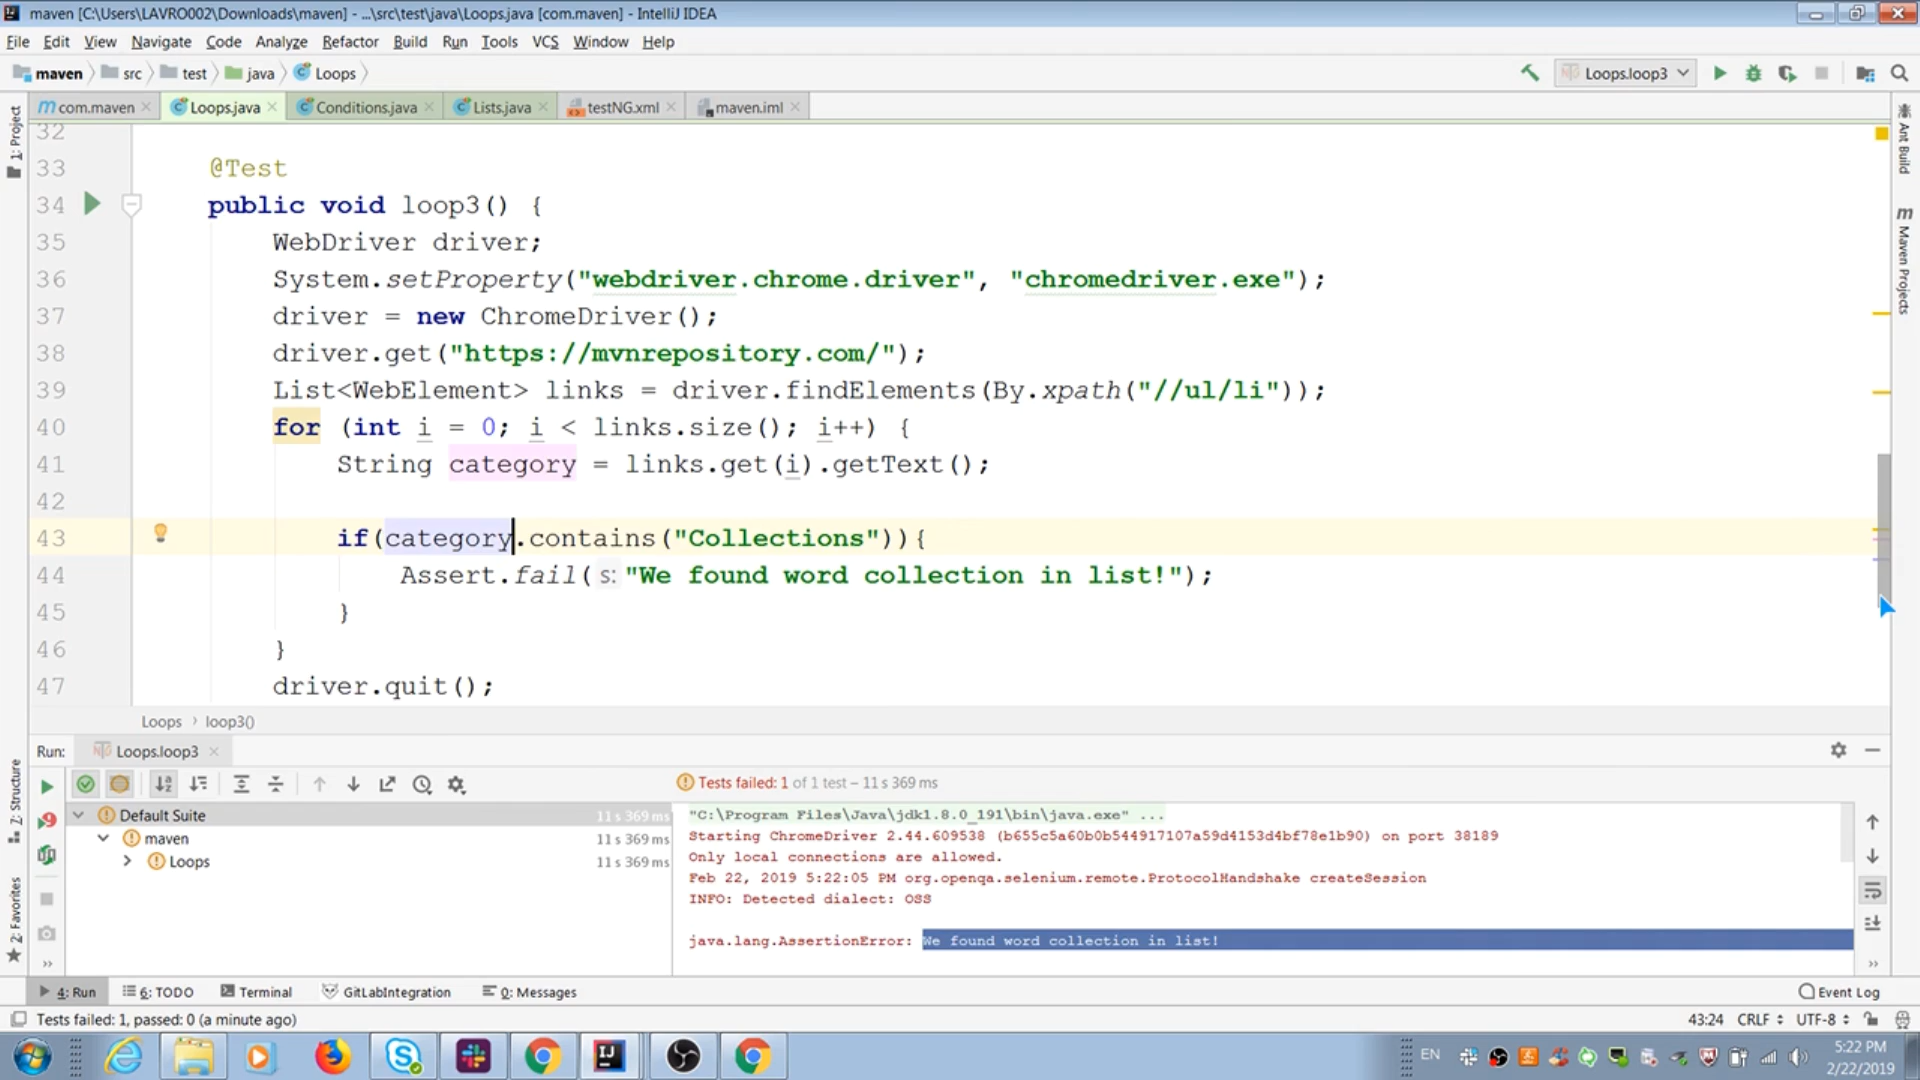 maven [C:\Users\LAVRO002\Downloads\maven] - ...\src\test\java\Loops.java [com.maven] - IntelliJ IDEA
File Edit View Navigate Code Analyze Refactor Build Run Tools VCS Window Help
maven src test java Loops Loops.loop3
com.maven Loops.java Conditions.java Lists.java testNG.xml maven.iml
1: Project
Ant Build
Maven Projects
32
33 @Test
34 public void loop3() {
35 WebDriver driver;
36 System.setProperty("webdriver.chrome.driver", "chromedriver.exe");
37 driver = new ChromeDriver();
38 driver.get("https://mvnrepository.com/");
39 List<WebElement> links = driver.findElements(By.xpath("//ul/li"));
40 for (int i = 0; i < links.size(); i++) {
41 String category = links.get(i).getText();
42
43 if(category.contains("Collections")){
44 Assert.fail( s: "We found word collection in list!");
45 }
46 }
47 driver.quit();
Loops › loop3()
Run: Loops.loop3
Z: Structure
2: Favorites
Tests failed: 1 of 1 test – 11 s 369 ms
Default Suite 11 s 369 ms
maven 11 s 369 ms
Loops 11 s 369 ms
"C:\Program Files\Java\jdk1.8.0_191\bin\java.exe" ...
Starting ChromeDriver 2.44.609538 (b655c5a60b0b544917107a59d4153d4bf78e1b90) on port 38189
Only local connections are allowed.
Feb 22, 2019 5:22:05 PM org.openqa.selenium.remote.ProtocolHandshake createSession
INFO: Detected dialect: OSS
java.lang.AssertionError: We found word collection in list!
4: Run 6: TODO Terminal GitLabIntegration 0: Messages Event Log
Tests failed: 1, passed: 0 (a minute ago) 43:24 CRLF UTF-8
EN 5:22 PM
2/22/2019